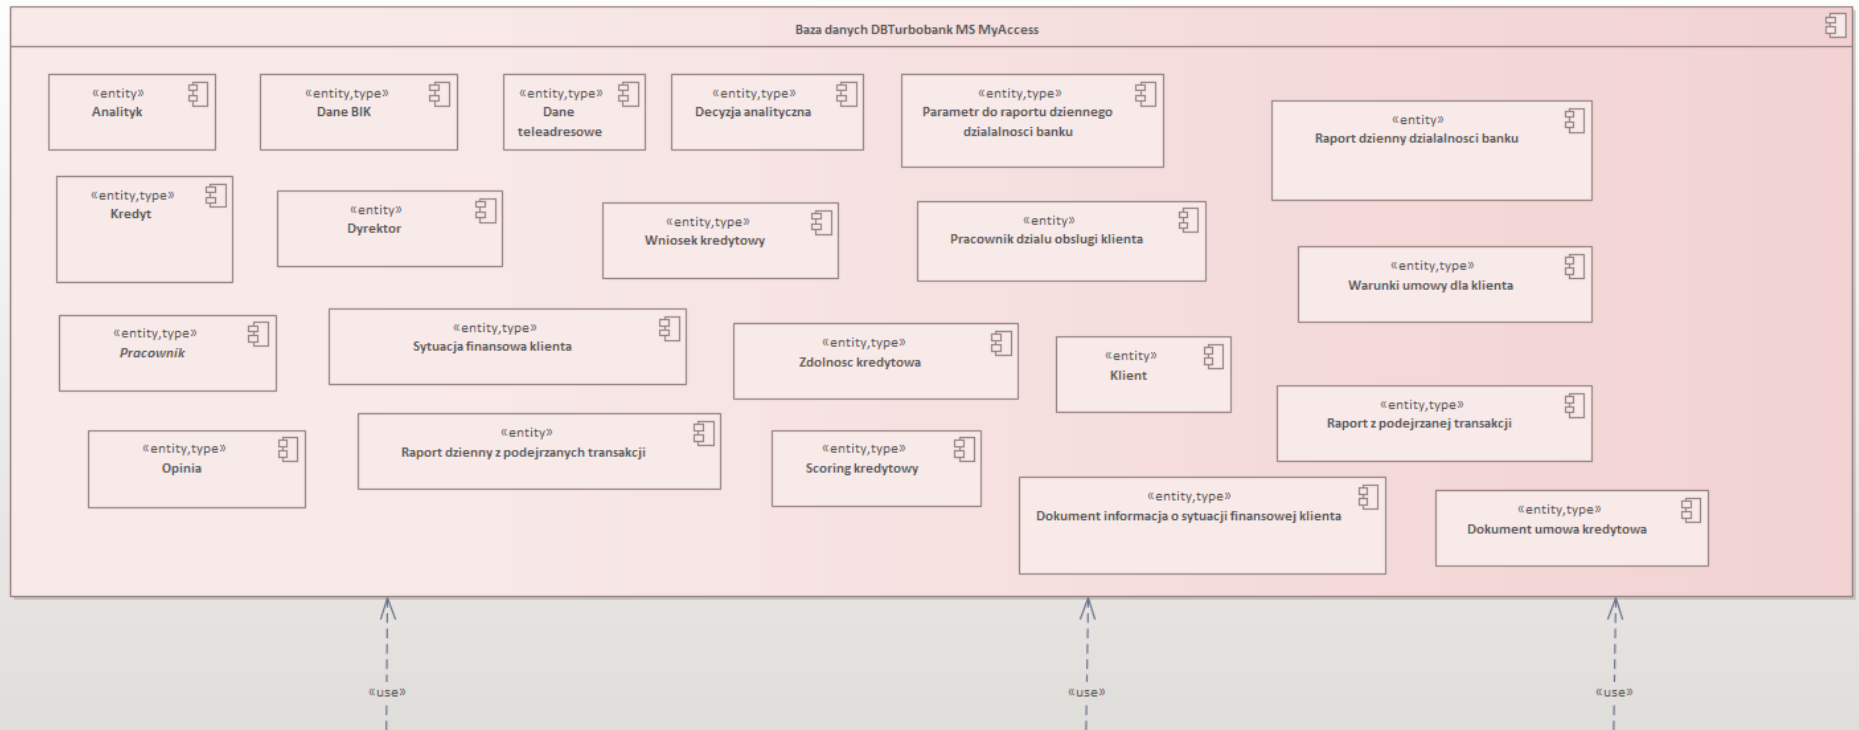 Baza danych DBTurbobank MS MyAccess
«entity»
Analityk
«entity,type»
Dane BIK
«entity,type»
Dane
teleadresowe
«entity,type»
Decyzja analityczna
«entity,type»
Parametr do raportu dziennego
dzialalnosci banku
«entity»
Raport dzienny dzialalnosci banku
«entity,type»
Kredyt
«entity»
Dyrektor
«entity,type»
Wniosek kredytowy
«entity»
Pracownik dzialu obslugi klienta
«entity,type»
Warunki umowy dla klienta
«entity,type»
Pracownik
«entity,type»
Sytuacja finansowa klienta
«entity,type»
Zdolnosc kredytowa
«entity»
Klient
«entity,type»
Raport z podejrzanej transakcji
«entity,type»
Opinia
«entity»
Raport dzienny z podejrzanych transakcji
«entity,type»
Scoring kredytowy
«entity,type»
Dokument informacja o sytuacji finansowej klienta
«entity,type»
Dokument umowa kredytowa
«use»
«use»
«use»